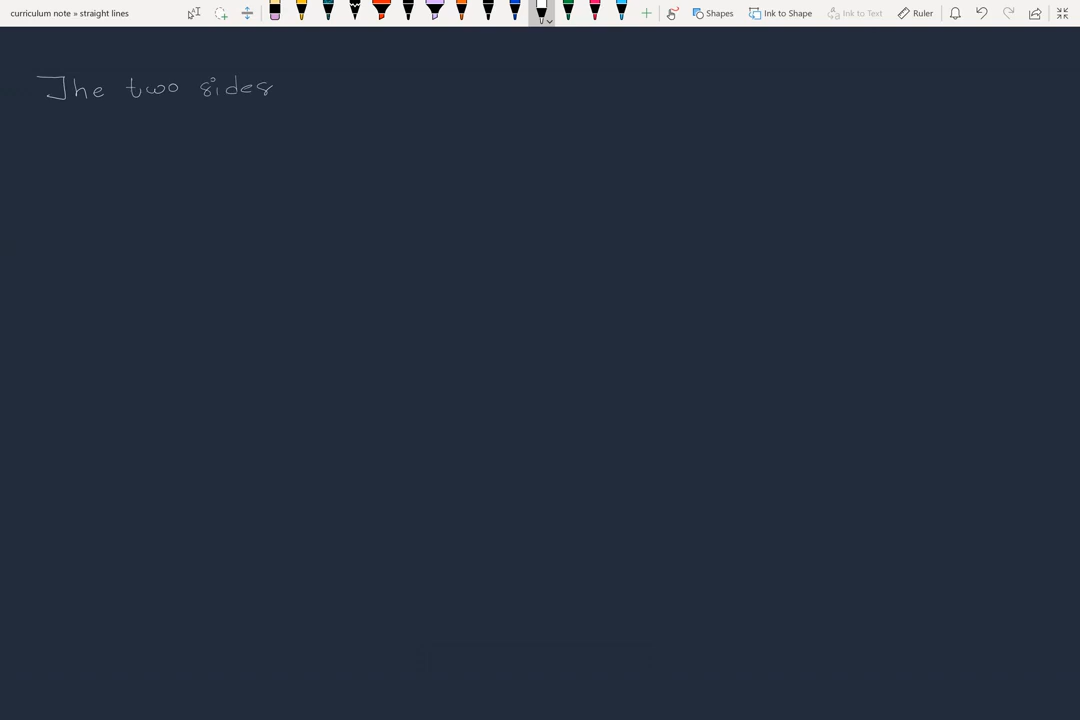 curriculum note » straight lines
Shapes
Ink to Shape
Ink to Text
Ruler
The two sides